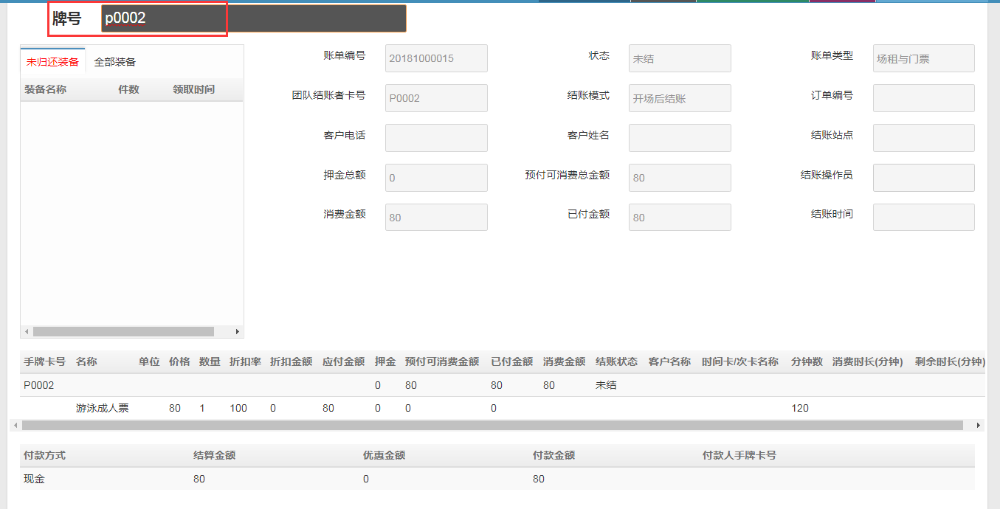 牌号 p0002
未归还装备 全部装备
装备名称 件数 领取时间
账单编号 20181000015 状态 未结 账单类型 场租与门票
团队结账者卡号 P0002 结账模式 开场后结账 订单编号
客户电话 客户姓名 结账站点
押金总额 0 预付可消费总金额 80 结账操作员
消费金额 80 已付金额 80 结账时间
手牌卡号 名称 单位 价格 数量 折扣率 折扣金额 应付金额 押金 预付可消费金额 已付金额 消费金额 结账状态 客户名称 时间卡/次卡名称 分钟数 消费时长(分钟) 剩余时长(分钟)
P0002 0 80 80 80 未结
游泳成人票 80 1 100 0 80 0 0 0 120
付款方式 结算金额 优惠金额 付款金额 付款人手牌卡号
现金 80 0 80